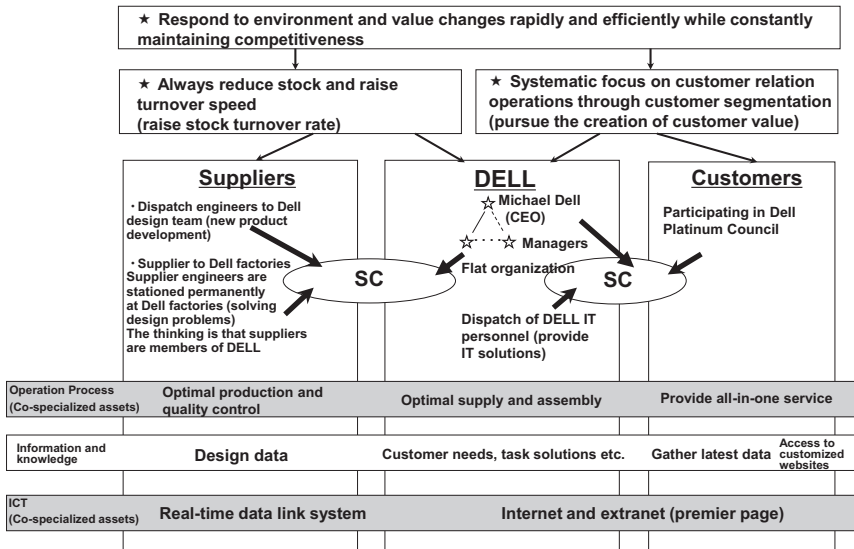 ★ Respond to environment and value changes rapidly and efficiently while constantly
maintaining competitiveness
★ Always reduce stock and raise
turnover speed
(raise stock turnover rate)
★ Systematic focus on customer relation
operations through customer segmentation
(pursue the creation of customer value)
Suppliers
・Dispatch engineers to Dell
design team (new product
development)
・Supplier to Dell factories
Supplier engineers are
stationed permanently
at Dell factories (solving
design problems)
The thinking is that suppliers
are members of DELL
SC
DELL
Michael Dell
(CEO)
Managers
Flat organization
Dispatch of DELL IT
personnel (provide
IT solutions)
SC
Customers
Participating in Dell
Platinum Council
Operation Process
(Co-specialized assets)
Optimal production and
quality control
Optimal supply and assembly
Provide all-in-one service
Information and
knowledge
Design data
Customer needs, task solutions etc.
Gather latest data
Access to
customized
websites
ICT
(Co-specialized assets)
Real-time data link system
Internet and extranet (premier page)